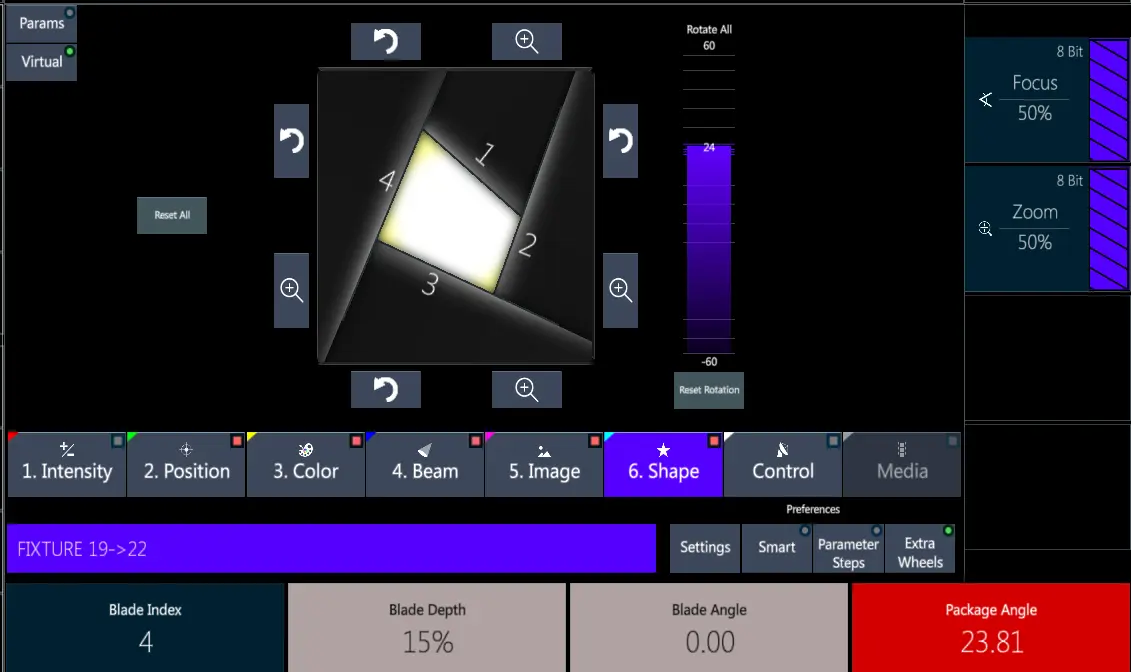 Params
Virtual
Reset All
1
2
3
4
Rotate All
60
24
-60
Reset Rotation
8 Bit
Focus
50%
8 Bit
Zoom
50%
1. Intensity
2. Position
3. Color
4. Beam
5. Image
6. Shape
Control
Media
Preferences
FIXTURE 19->22
Settings
Smart
Parameter
Steps
Extra
Wheels
Blade Index
4
Blade Depth
15%
Blade Angle
0.00
Package Angle
23.81